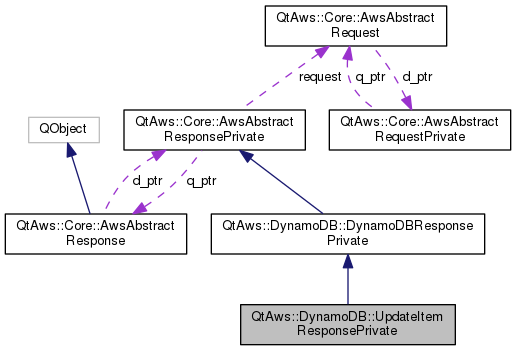 QtAws::Core::AwsAbstract
Request
request
q_ptr
d_ptr
QObject
QtAws::Core::AwsAbstract
ResponsePrivate
QtAws::Core::AwsAbstract
RequestPrivate
d_ptr
q_ptr
QtAws::Core::AwsAbstract
Response
QtAws::DynamoDB::DynamoDBResponse
Private
QtAws::DynamoDB::UpdateItem
ResponsePrivate